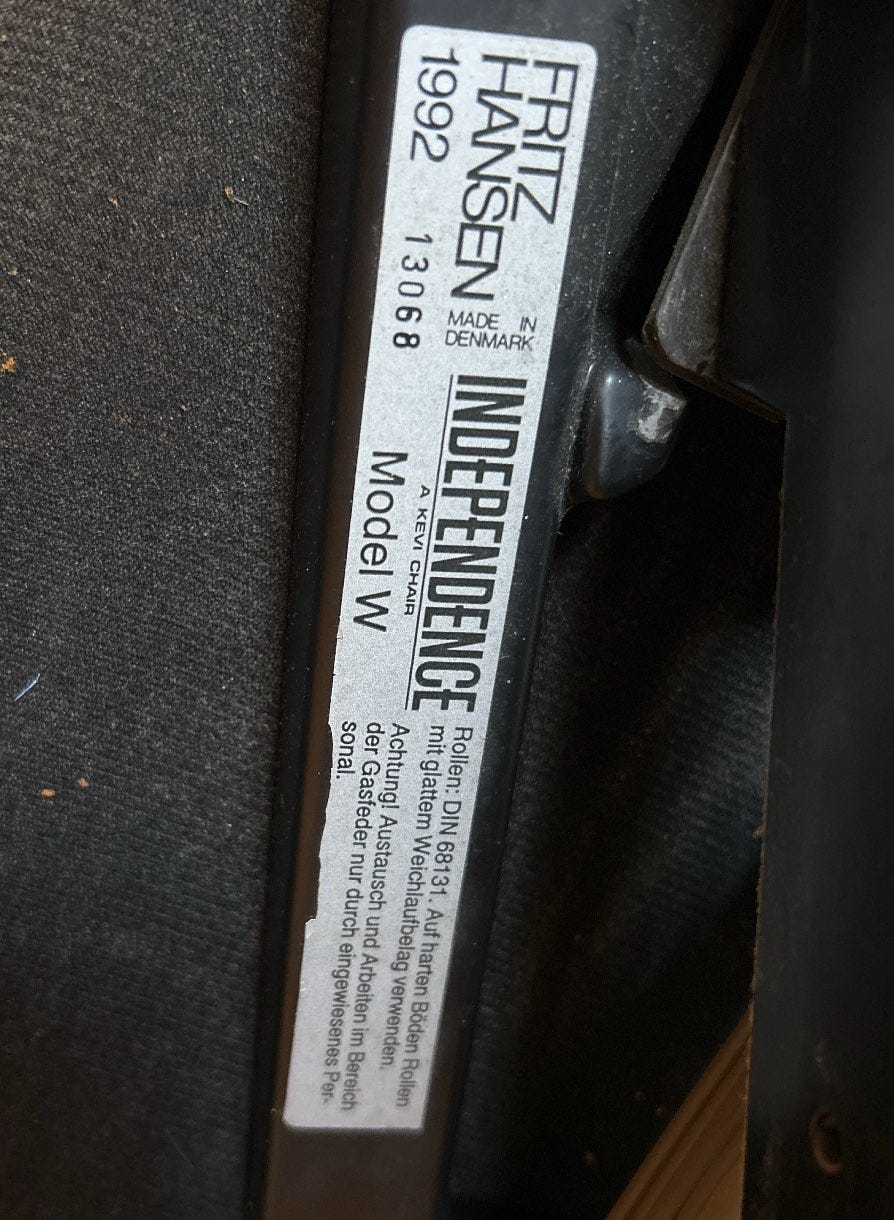 FRITZ
HANSEN
MADE IN
DENMARK
1992 13068
INDEPENDENCE
A KEVI CHAIR
Model W
Rollen: DIN 68131. Auf harten Böden Rollen
mit glattem Weichlaufbelag verwenden.
Achtung! Austausch und Arbeiten im Bereich
der Gasfeder nur durch eingewiesenes Per-
sonal.